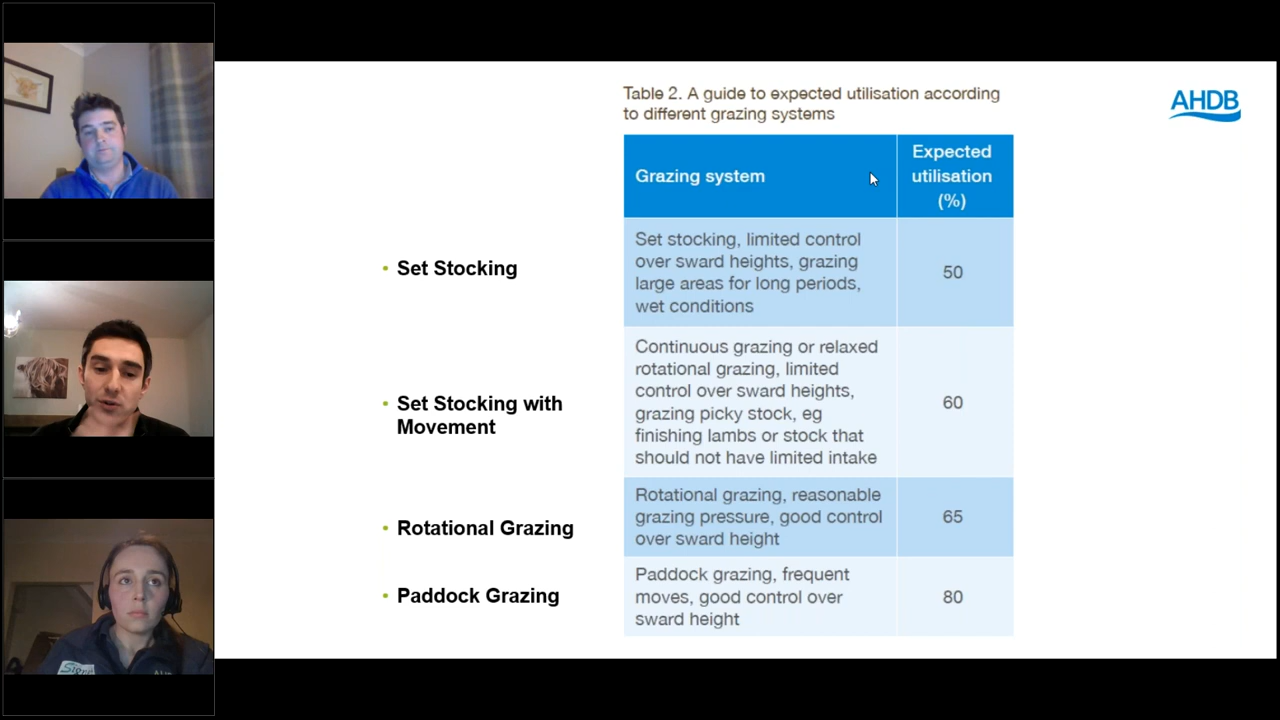 Table 2. A guide to expected utilisation according
to different grazing systems
AHDB
Grazing system
Expected
utilisation
(%)
• Set Stocking
Set stocking, limited control
over sward heights, grazing
large areas for long periods,
wet conditions
50
• Set Stocking with
Movement
Continuous grazing or relaxed
rotational grazing, limited
control over sward heights,
grazing picky stock, eg
finishing lambs or stock that
should not have limited intake
60
• Rotational Grazing
Rotational grazing, reasonable
grazing pressure, good control
over sward height
65
• Paddock Grazing
Paddock grazing, frequent
moves, good control over
sward height
80